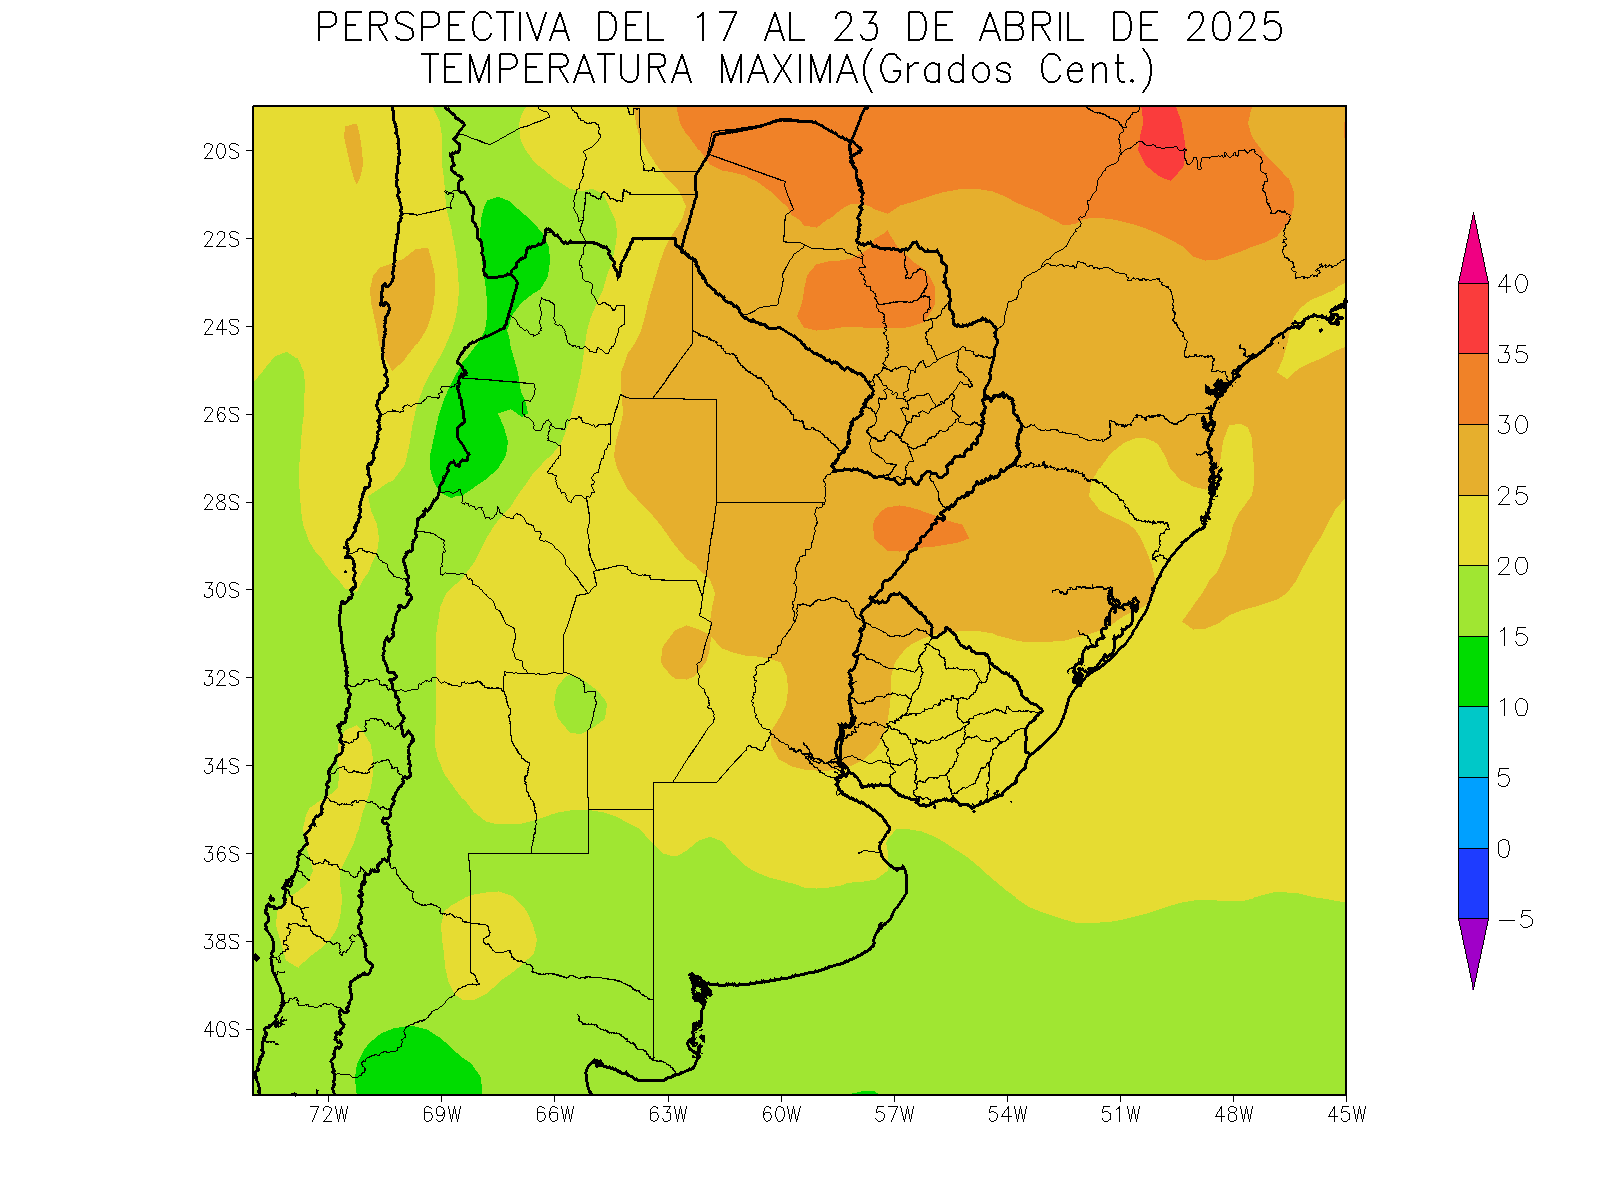 PERSPECTIVA DEL 17 AL 23 DE ABRIL DE 2025
TEMPERATURA MAXIMA(Grados Cent.)
20S
22S
24S
26S
28S
30S
32S
34S
36S
38S
40S
72W 69W 66W 63W 60W 57W 54W 51W 48W 45W
40
35
30
25
20
15
10
5
0
-5